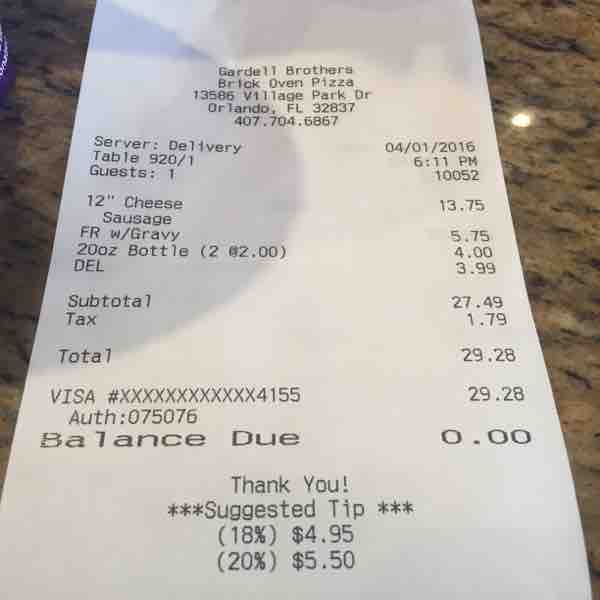 Gardell Brothers
Brick Oven Pizza
13586 Village Park Dr
Orlando, FL 32837
407.704.6867
Server: Delivery 04/01/2016
Table 920/1 6:11 PM
Guests: 1 10052
12" Cheese 13.75
Sausage
FR w/Gravy 5.75
20oz Bottle (2 @2.00) 4.00
DEL 3.99
Subtotal 27.49
Tax 1.79
Total 29.28
VISA #XXXXXXXXXXXX4155 29.28
Auth:075076
Balance Due 0.00
Thank You!
***Suggested Tip ***
(18%) $4.95
(20%) $5.50